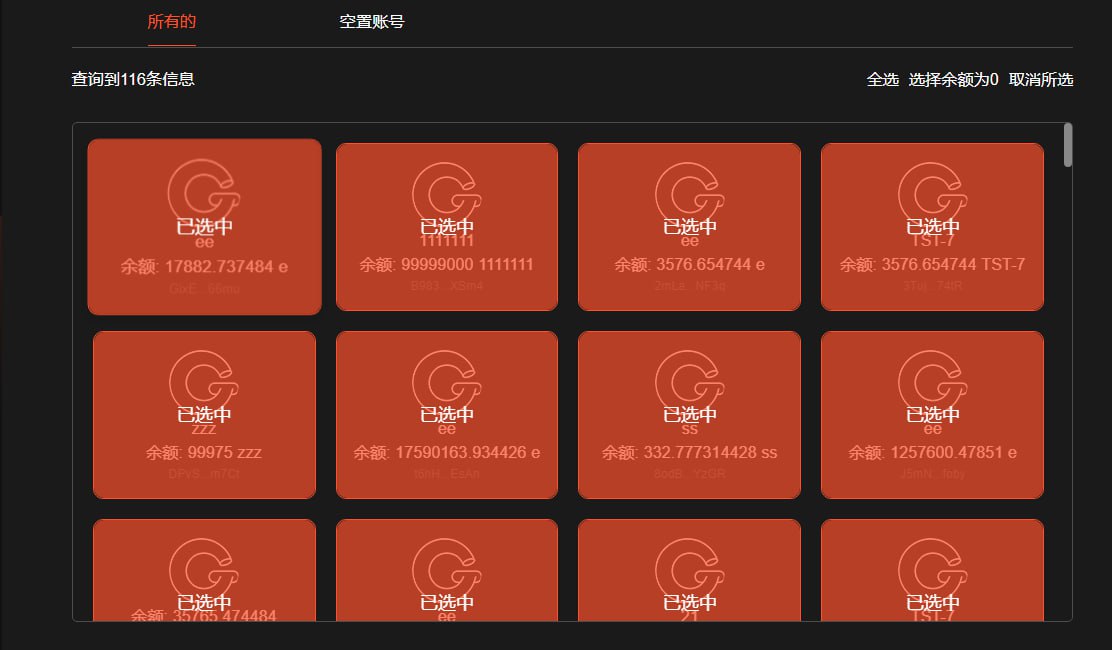 所有的 空置账号
查询到116条信息 全选 选择余额为0 取消所选
已选中 已选中 已选中 已选中
ee 1111111 ee TST-7
余额: 17882.737484 e 余额: 99999000 1111111 余额: 3576.654744 e 余额: 3576.654744 TST-7
GixE...66mu B983...XSm4 2mLa...NF3q
已选中 已选中 已选中 已选中
zzz ee ss ee
余额: 99975 zzz 余额: 17590163.934426 e 余额: 332.777314428 ss 余额: 1257600.47851 e
DPvS...m7Ct t6hH...EsAn 8odB...YzGR J5mN...foby
已选中 已选中 已选中 已选中
余额: 35765.474484 ee 21 TST-7